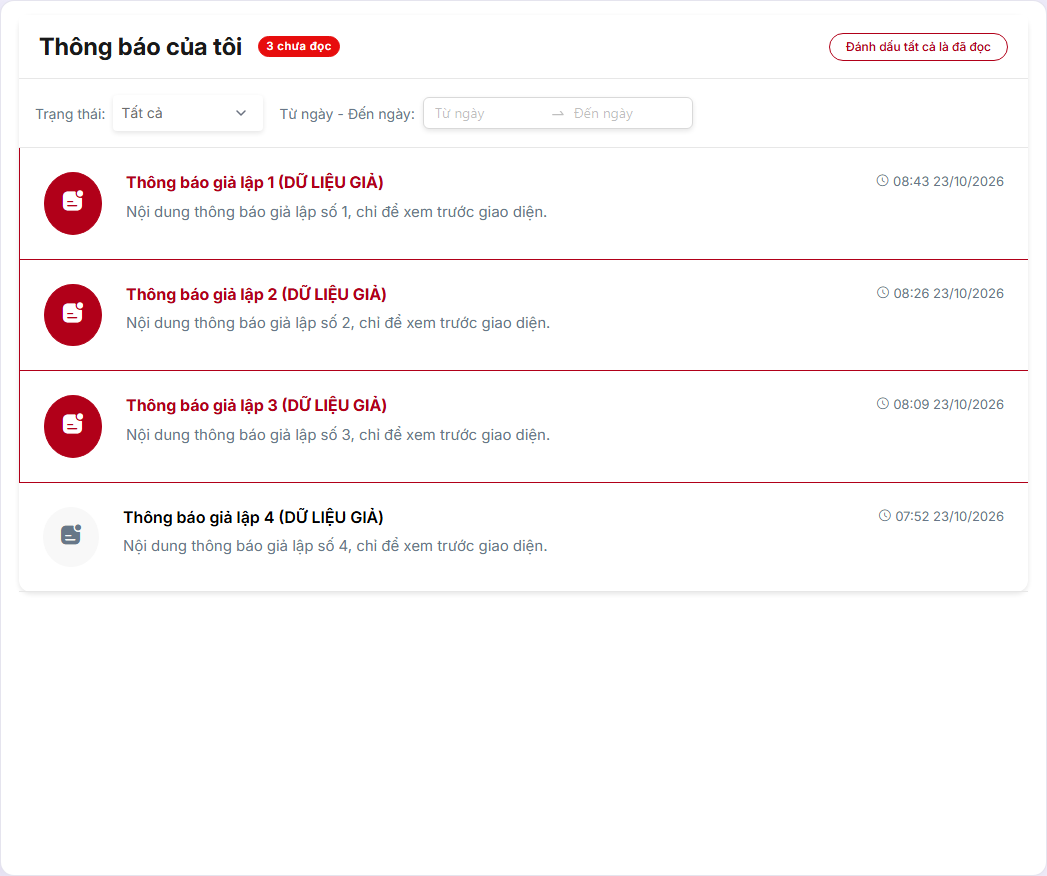 Thông báo của tôi 3 chưa đọc Đánh dấu tất cả là đã đọc
Trạng thái: Tất cả Từ ngày - Đến ngày: Từ ngày → Đến ngày
Thông báo giả lập 1 (DỮ LIỆU GIẢ) 08:43 23/10/2026
Nội dung thông báo giả lập số 1, chỉ để xem trước giao diện.
Thông báo giả lập 2 (DỮ LIỆU GIẢ) 08:26 23/10/2026
Nội dung thông báo giả lập số 2, chỉ để xem trước giao diện.
Thông báo giả lập 3 (DỮ LIỆU GIẢ) 08:09 23/10/2026
Nội dung thông báo giả lập số 3, chỉ để xem trước giao diện.
Thông báo giả lập 4 (DỮ LIỆU GIẢ) 07:52 23/10/2026
Nội dung thông báo giả lập số 4, chỉ để xem trước giao diện.